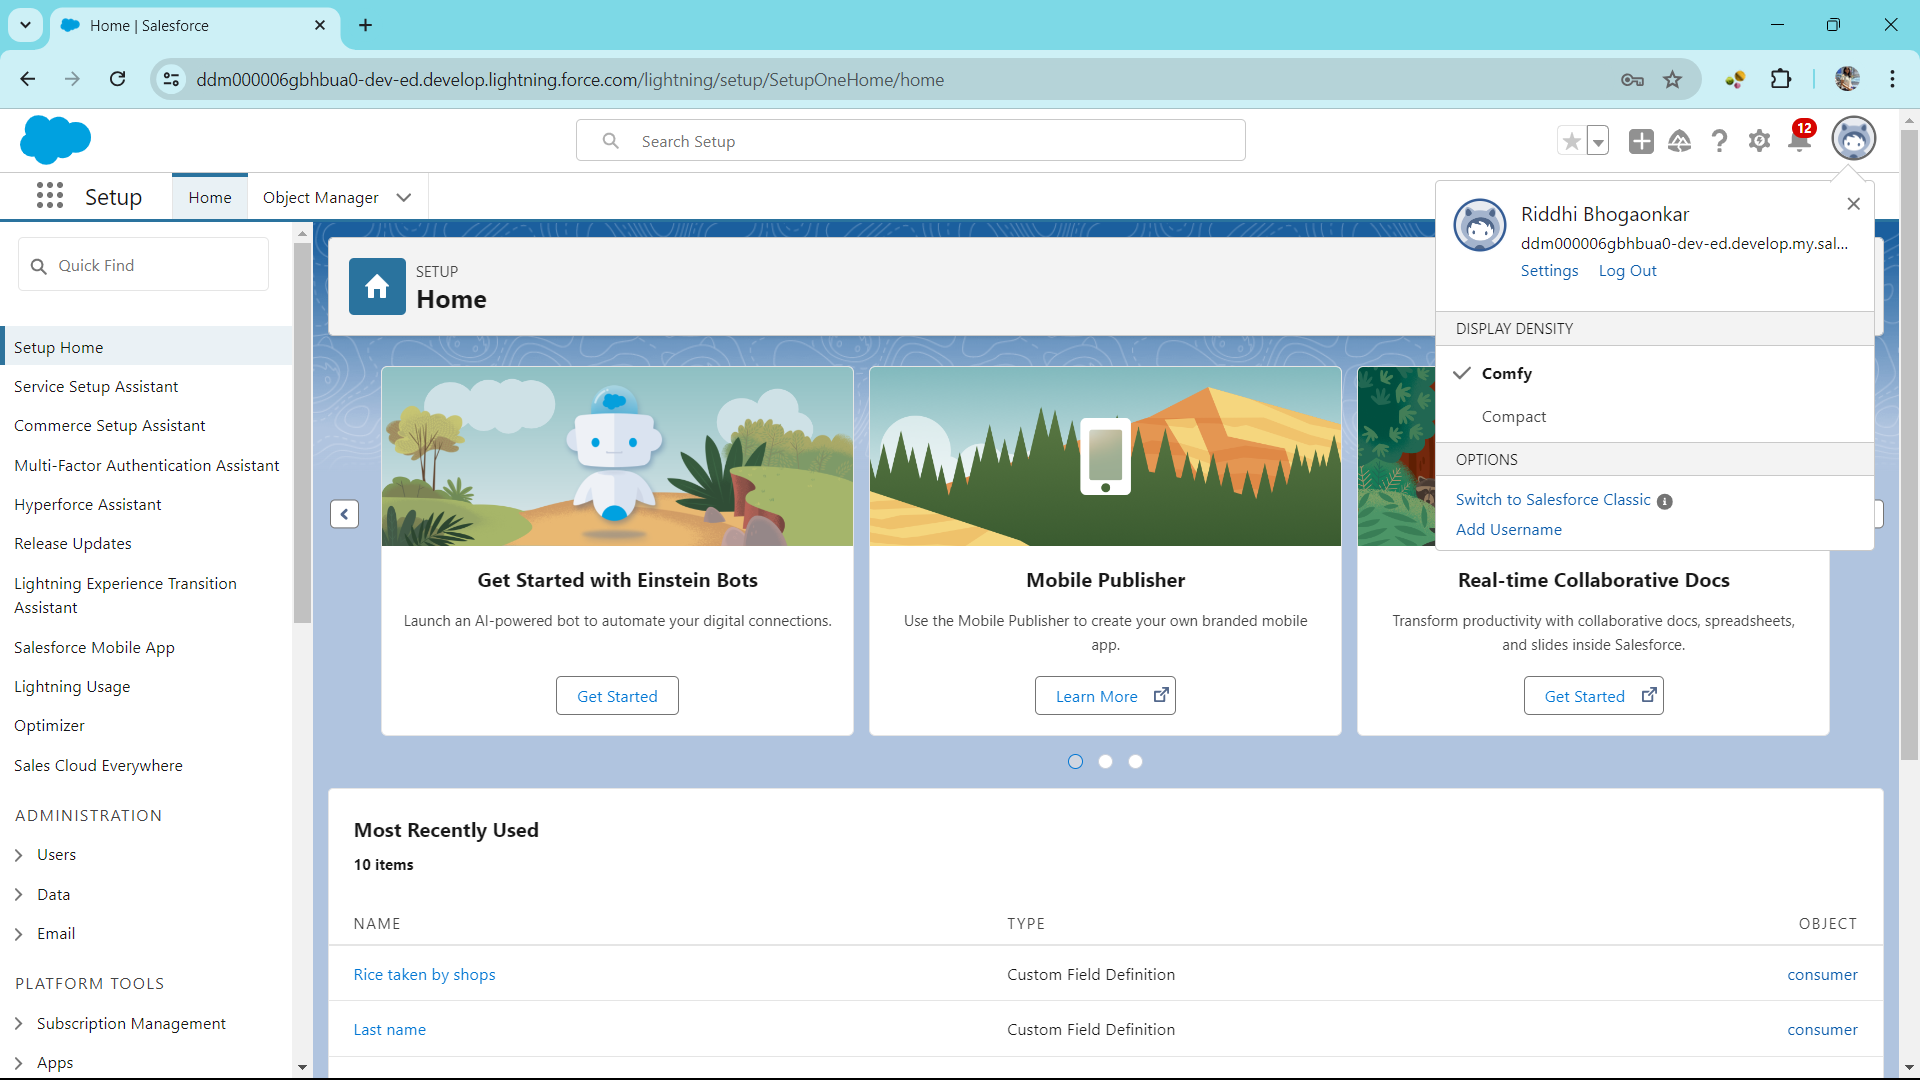 Home | Salesforce
ddm000006gbhbua0-dev-ed.develop.lightning.force.com/lightning/setup/SetupOneHome/home
Search Setup
12
Setup
Home
Object Manager
Quick Find
Setup Home
Service Setup Assistant
Commerce Setup Assistant
Multi-Factor Authentication Assistant
Hyperforce Assistant
Release Updates
Lightning Experience Transition
Assistant
Salesforce Mobile App
Lightning Usage
Optimizer
Sales Cloud Everywhere
ADMINISTRATION
Users
Data
Email
PLATFORM TOOLS
Subscription Management
Apps
SETUP
Home
Riddhi Bhogaonkar
ddm000006gbhbua0-dev-ed.develop.my.sal...
Settings
Log Out
DISPLAY DENSITY
Comfy
Compact
OPTIONS
Switch to Salesforce Classic
Add Username
Get Started with Einstein Bots
Launch an AI-powered bot to automate your digital connections.
Get Started
Mobile Publisher
Use the Mobile Publisher to create your own branded mobile
app.
Learn More
Real-time Collaborative Docs
Transform productivity with collaborative docs, spreadsheets,
and slides inside Salesforce.
Get Started
Most Recently Used
10 items
NAME TYPE OBJECT
Rice taken by shops Custom Field Definition consumer
Last name Custom Field Definition consumer